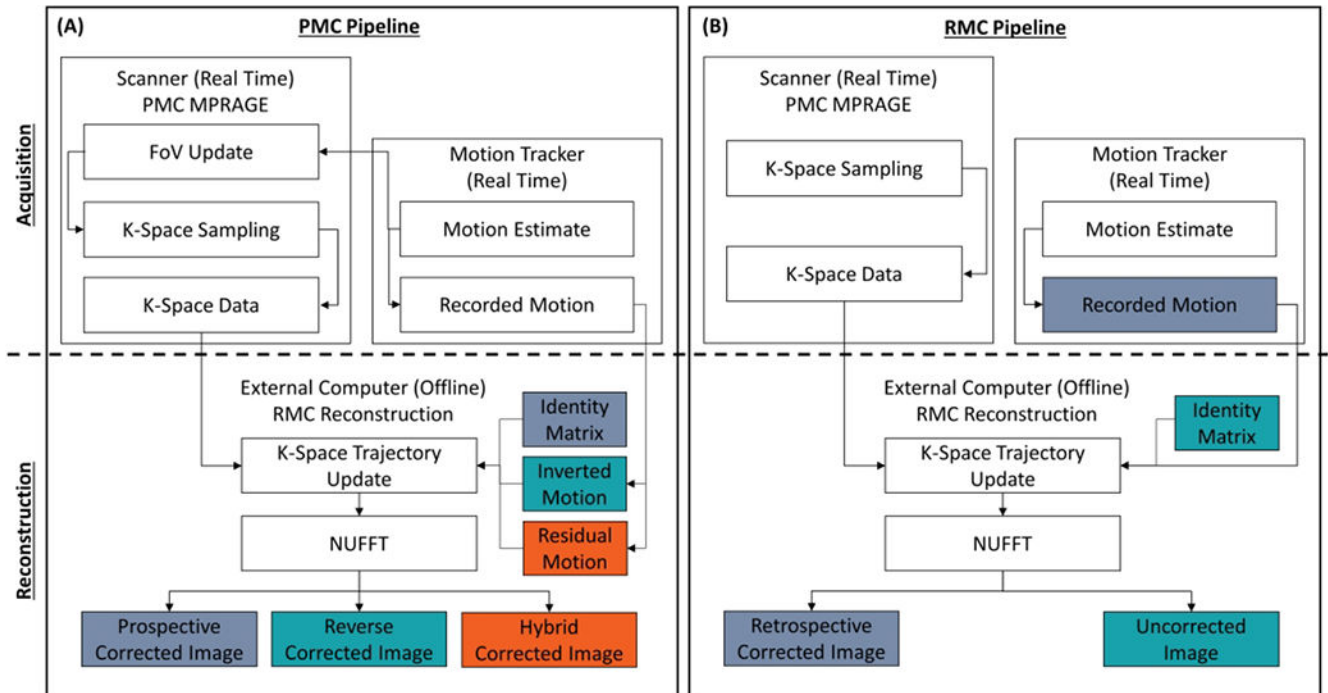 (A)
PMC Pipeline
Scanner (Real Time)
PMC MPRAGE
FoV Update
K-Space Sampling
K-Space Data
Motion Tracker
(Real Time)
Motion Estimate
Recorded Motion
Acquisition
External Computer (Offline)
RMC Reconstruction
Identity
Matrix
K-Space Trajectory
Update
Inverted
Motion
Residual
Motion
NUFFT
Reconstruction
Prospective
Corrected Image
Reverse
Corrected Image
Hybrid
Corrected Image
(B)
RMC Pipeline
Scanner (Real Time)
PMC MPRAGE
K-Space Sampling
K-Space Data
Motion Tracker
(Real Time)
Motion Estimate
Recorded Motion
External Computer (Offline)
RMC Reconstruction
Identity
Matrix
K-Space Trajectory
Update
NUFFT
Retrospective
Corrected Image
Uncorrected
Image